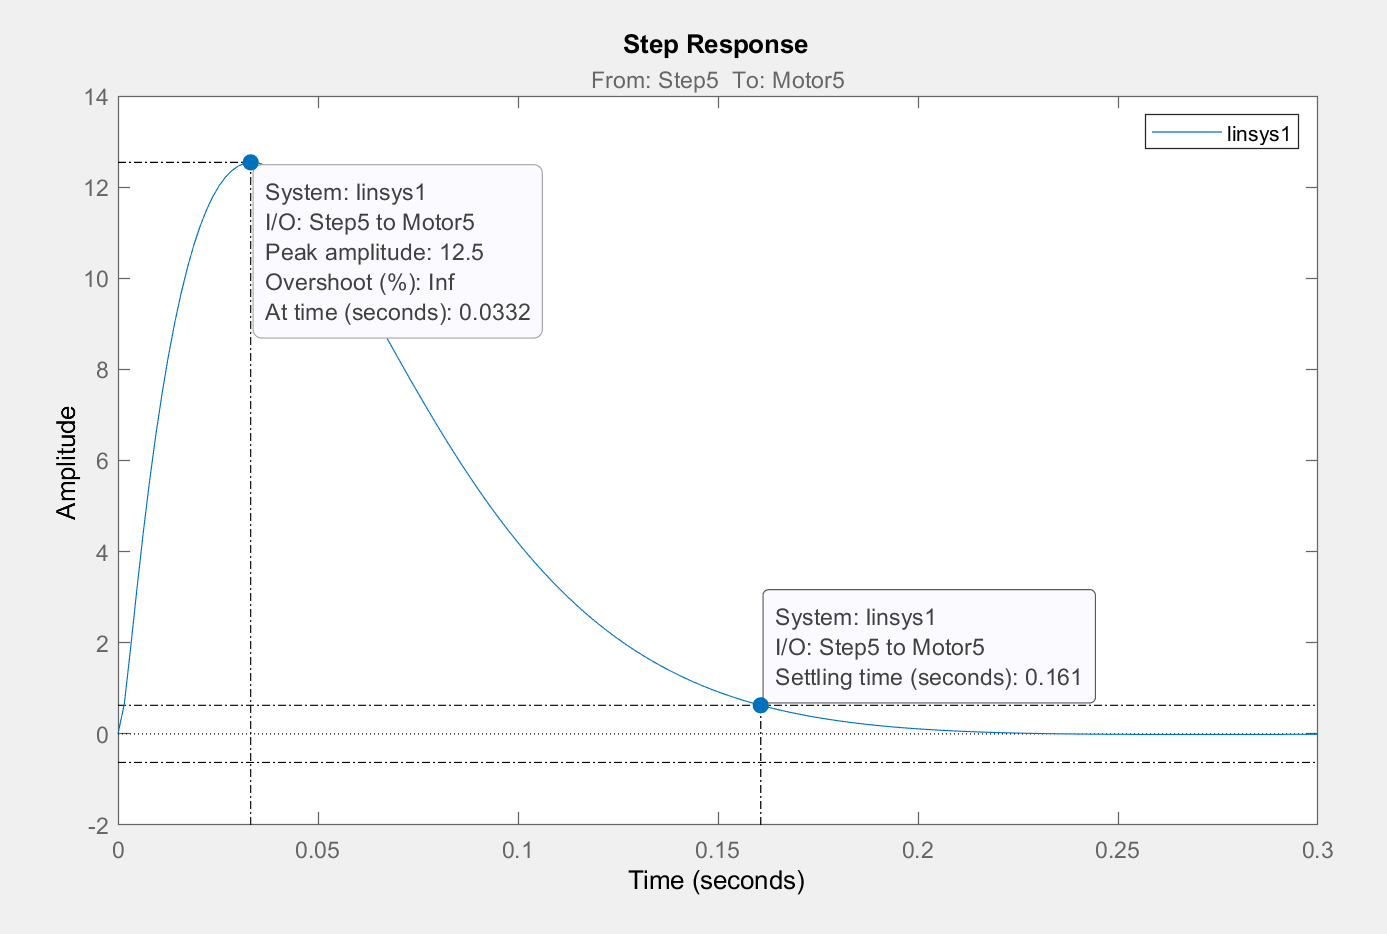 Step Response
From: Step5  To: Motor5
linsys1
System: linsys1
I/O: Step5 to Motor5
Peak amplitude: 12.5
Overshoot (%): Inf
At time (seconds): 0.0332
System: linsys1
I/O: Step5 to Motor5
Settling time (seconds): 0.161
Amplitude
14
12
10
8
6
4
2
0
-2
0 0.05 0.1 0.15 0.2 0.25 0.3
Time (seconds)